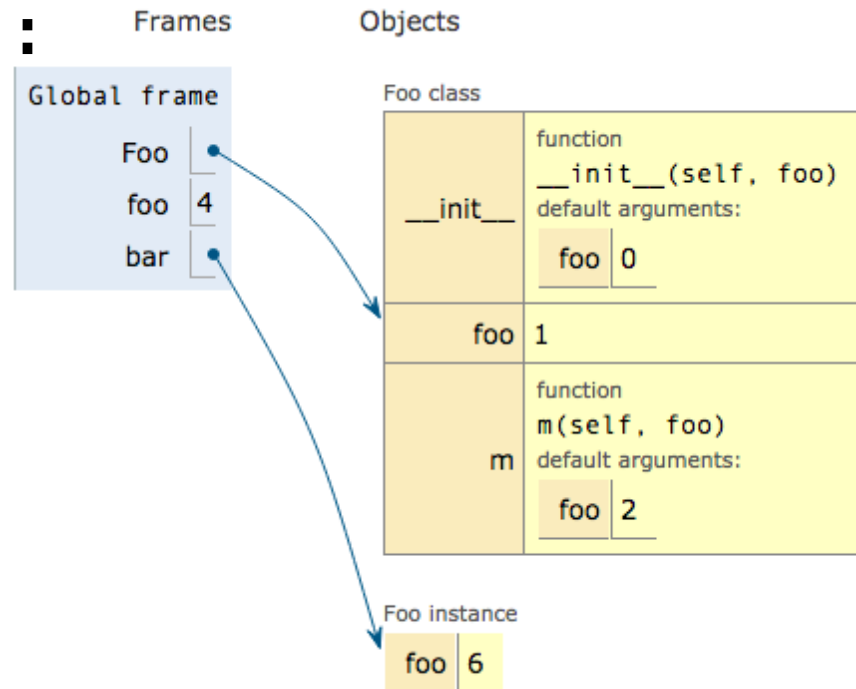 :
Frames Objects
Global frame
Foo
foo 4
bar
Foo class
__init__
function
__init__(self, foo)
default arguments:
foo 0
foo 1
m
function
m(self, foo)
default arguments:
foo 2
Foo instance
foo 6